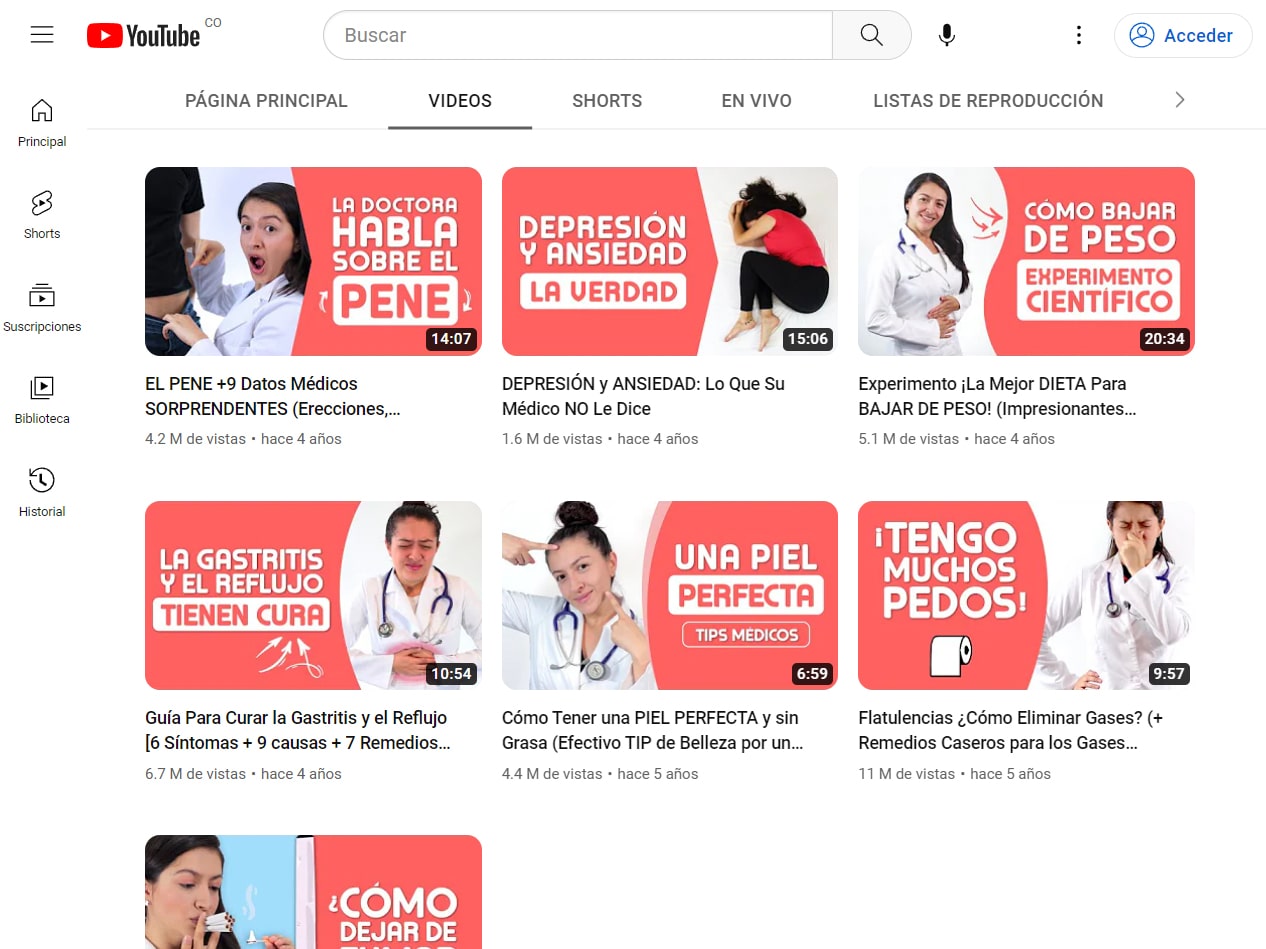 YouTube CO
Buscar
Acceder
PÁGINA PRINCIPAL
VIDEOS
SHORTS
EN VIVO
LISTAS DE REPRODUCCIÓN
Principal
Shorts
Suscripciones
Biblioteca
Historial
LA DOCTORA
HABLA
SOBRE EL
PENE
14:07
EL PENE +9 Datos Médicos
SORPRENDENTES (Erecciones,...
4.2 M de vistas • hace 4 años
DEPRESIÓN
Y ANSIEDAD
LA VERDAD
15:06
DEPRESIÓN y ANSIEDAD: Lo Que Su
Médico NO Le Dice
1.6 M de vistas • hace 4 años
CÓMO BAJAR
DE PESO
EXPERIMENTO
CIENTÍFICO
20:34
Experimento ¡La Mejor DIETA Para
BAJAR DE PESO! (Impresionantes...
5.1 M de vistas • hace 4 años
LA GASTRITIS
Y EL REFLUJO
TIENEN CURA
10:54
Guía Para Curar la Gastritis y el Reflujo
[6 Síntomas + 9 causas + 7 Remedios...
6.7 M de vistas • hace 4 años
UNA PIEL
PERFECTA
TIPS MÉDICOS
6:59
Cómo Tener una PIEL PERFECTA y sin
Grasa (Efectivo TIP de Belleza por un...
4.4 M de vistas • hace 5 años
¡TENGO
MUCHOS
PEDOS!
9:57
Flatulencias ¿Cómo Eliminar Gases? (+
Remedios Caseros para los Gases...
11 M de vistas • hace 5 años
¿CÓMO
DEJAR DE